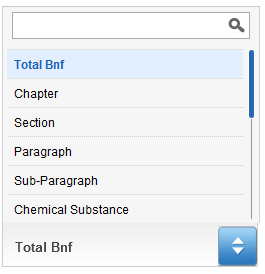 Total Bnf
Chapter
Section
Paragraph
Sub-Paragraph
Chemical Substance
Total Bnf